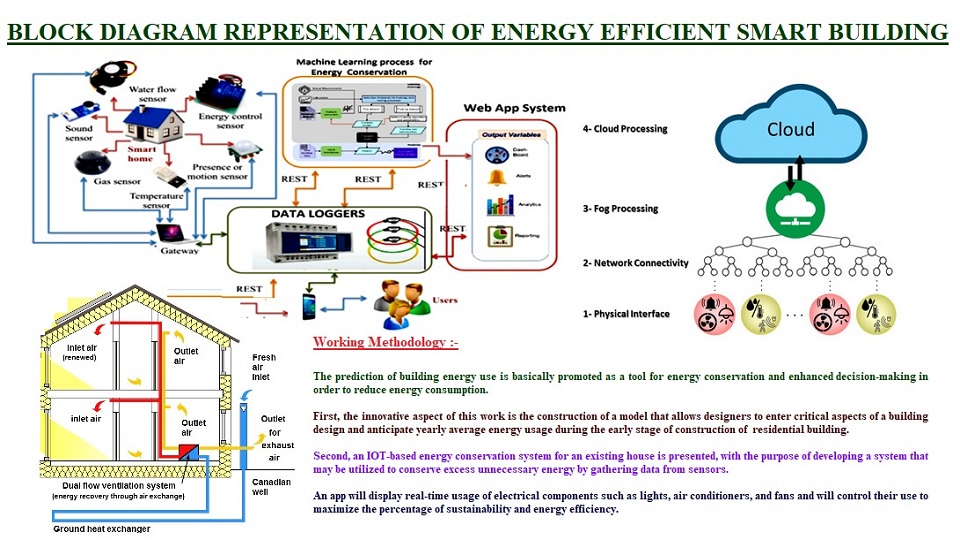 BLOCK DIAGRAM REPRESENTATION OF ENERGY EFFICIENT SMART BUILDING
Machine Learning process for
Energy Conservation
Water flow
sensor
Energy control
sensor
Sound
sensor
Smart
home
Gas sensor
Presence or
motion sensor
Temperature
sensor
Gateway
REST
REST
REST
REST
REST
DATA LOGGERS
Web App System
Output Variables
Dash-
Board
Alerts
Analytics
Reporting
Users
4- Cloud Processing
Cloud
3- Fog Processing
2- Network Connectivity
1- Physical Interface
Inlet air
(renewed)
Outlet
air
Fresh
air
Inlet
inlet air
Outlet
air
Outlet
for
exhaust
air
Dual flow ventilation system
(energy recovery through air exchange)
Canadian
well
Ground heat exchanger
Working Methodology :-
The prediction of building energy use is basically promoted as a tool for energy conservation and enhanced decision-making in
order to reduce energy consumption.
First, the innovative aspect of this work is the construction of a model that allows designers to enter critical aspects of a building
design and anticipate yearly average energy usage during the early stage of construction of residential building.
Second, an IOT-based energy conservation system for an existing house is presented, with the purpose of developing a system that
may be utilized to conserve excess unnecessary energy by gathering data from sensors.
An app will display real-time usage of electrical components such as lights, air conditioners, and fans and will control their use to
maximize the percentage of sustainability and energy efficiency.